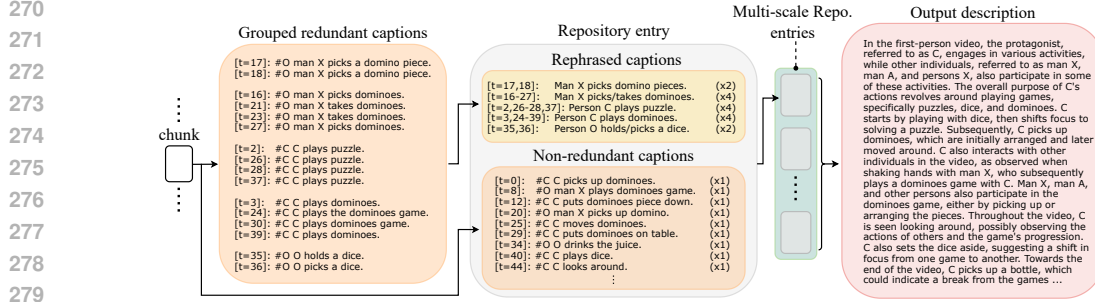 270
271
272
273
274
275
276
277
278
279
chunk
Grouped redundant captions
[t=17]: #O man X picks a domino piece.
[t=18]: #O man X picks a domino piece.
[t=16]: #O man X picks dominoes.
[t=21]: #O man X takes dominoes.
[t=23]: #O man X takes dominoes.
[t=27]: #O man X picks dominoes.
[t=2]: #C C plays puzzle.
[t=26]: #C C plays puzzle.
[t=28]: #C C plays puzzle.
[t=37]: #C C plays puzzle.
[t=3]: #C C plays dominoes.
[t=24]: #C C plays the dominoes game.
[t=30]: #C C plays dominoes game.
[t=39]: #C C plays dominoes.
[t=35]: #O O holds a dice.
[t=36]: #O O picks a dice.
Repository entry
Rephrased captions
[t=17,18]: Man X picks domino pieces. (x2)
[t=16-27]: Man X picks/takes dominoes. (x4)
[t=2,26-28,37]: Person C plays puzzle. (x4)
[t=3,24-39]: Person C plays dominoes. (x4)
[t=35,36]: Person O holds/picks a dice. (x2)
Non-redundant captions
[t=0]: #C C picks up dominoes. (x1)
[t=8]: #O man X plays dominoes game. (x1)
[t=12]: #C C puts dominoes piece down. (x1)
[t=20]: #O man X picks up domino. (x1)
[t=25]: #C C moves dominoes. (x1)
[t=29]: #C C puts dominoes on table. (x1)
[t=34]: #O O drinks the juice. (x1)
[t=40]: #C C plays dice. (x1)
[t=44]: #C C looks around. (x1)
Multi-scale Repo.
entries
Output description
In the first-person video, the protagonist,
referred to as C, engages in various activities,
while other individuals, referred to as man X,
man A, and persons X, also participate in some
of these activities. The overall purpose of C's
actions revolves around playing games,
specifically puzzles, dice, and dominoes. C
starts by playing with dice, then shifts focus to
solving a puzzle. Subsequently, C picks up
dominoes, which are initially arranged and later
moved around. C also interacts with other
individuals in the video, as observed when
shaking hands with man X, who subsequently
plays a dominoes game with C. Man X, man A,
and other persons also participate in the
dominoes game, either by picking up or
arranging the pieces. Throughout the video, C
is seen looking around, possibly observing the
actions of others and the game's progression.
C also sets the dice aside, suggesting a shift in
focus from one game to another. Towards the
end of the video, C picks up a bottle, which
could indicate a break from the games ...